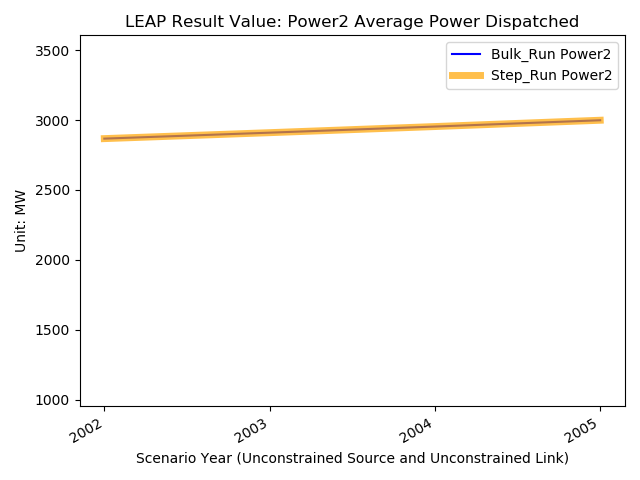 LEAP Result Value: Power2 Average Power Dispatched
Bulk_Run Power2
Step_Run Power2
Unit: MW
3500
3000
2500
2000
1500
1000
2002
2003
2004
2005
Scenario Year (Unconstrained Source and Unconstrained Link)